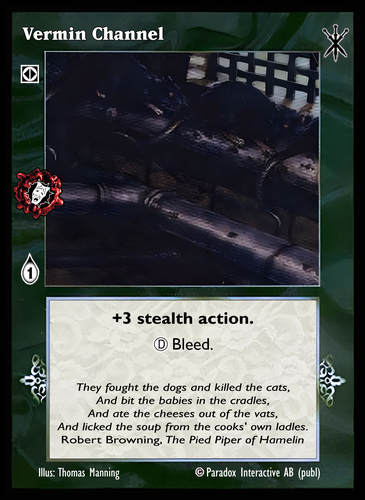 Vermin Channel
1
+3 stealth action.
Ⓓ Bleed.
They fought the dogs and killed the cats,
And bit the babies in the cradles,
And ate the cheeses out of the vats,
And licked the soup from the cooks' own ladles.
Robert Browning, The Pied Piper of Hamelin
Illus: Thomas Manning
© Paradox Interactive AB (publ)